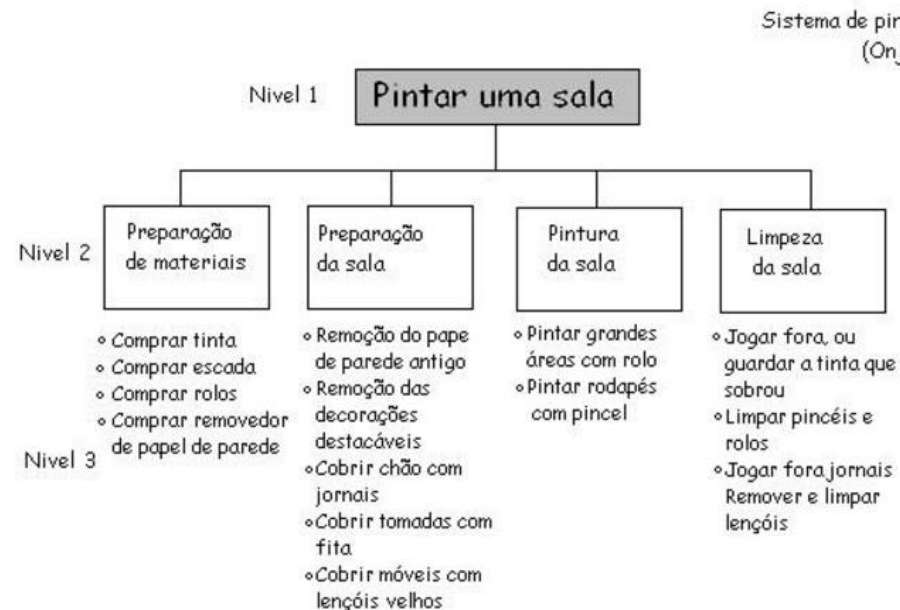 Sistema de pin
(Onj
Nivel 1
Pintar uma sala
Nivel 2
Preparação
de materiais
Preparação
da sala
Pintura
da sala
Limpeza
da sala
Nivel 3
° Comprar tinta
° Comprar escada
° Comprar rolos
° Comprar removedor
de papel de parede
° Remoção do pape
de parede antigo
° Remoção das
decorações
destacáveis
° Cobrir chão com
jornais
° Cobrir tomadas com
fita
° Cobrir móveis com
lençóis velhos
° Pintar grandes
áreas com rolo
° Pintar rodapés
com pincel
° Jogar fora, ou
guardar a tinta que
sobrou
° Limpar pincéis e
rolos
° Jogar fora jornais
Remover e limpar
lençóis